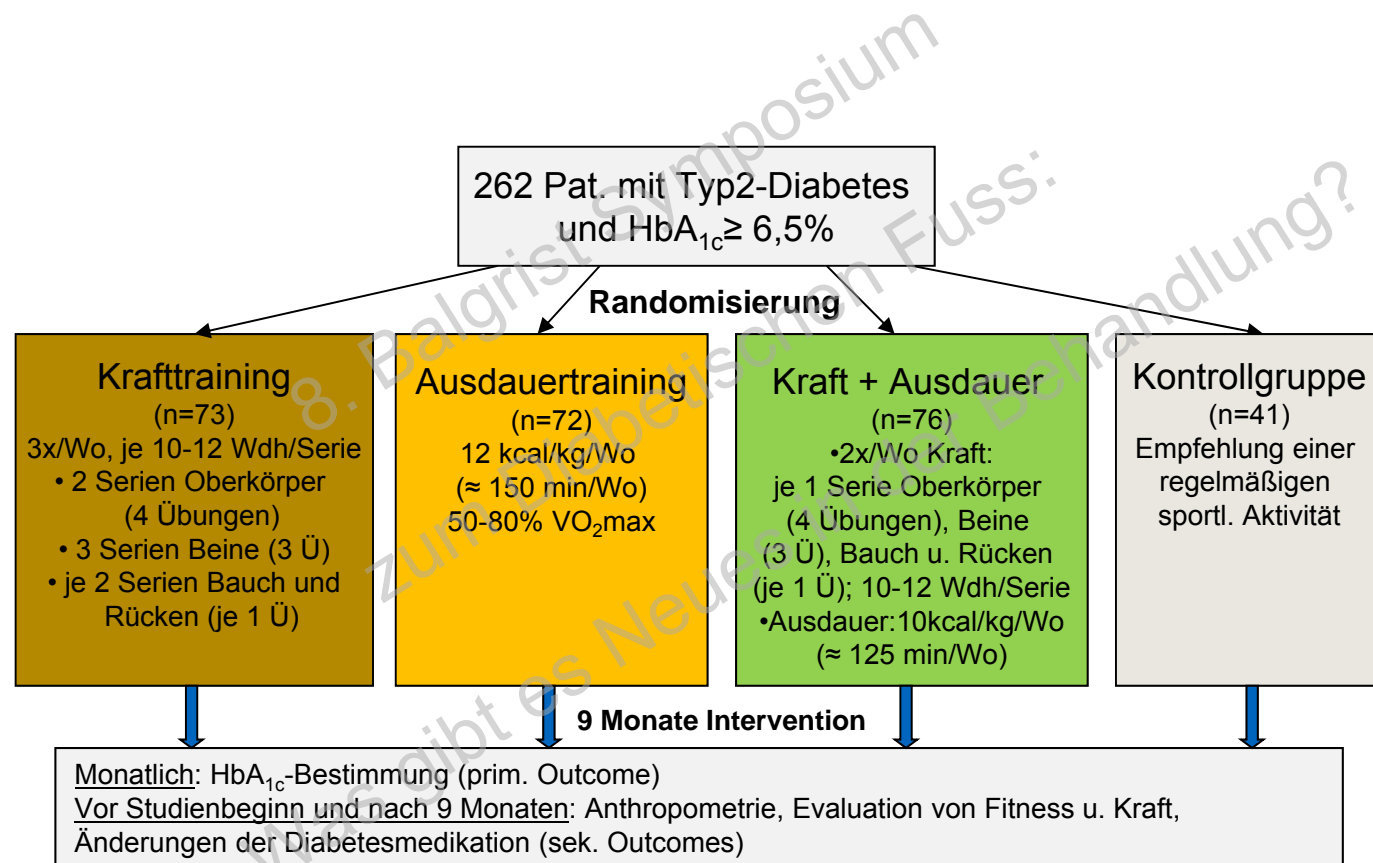 262 Pat. mit Typ2-Diabetes
und HbA1c≥ 6,5%
Randomisierung
Krafttraining
(n=73)
3x/Wo, je 10-12 Wdh/Serie
• 2 Serien Oberkörper
(4 Übungen)
• 3 Serien Beine (3 Ü)
• je 2 Serien Bauch und
Rücken (je 1 Ü)
Ausdauertraining
(n=72)
12 kcal/kg/Wo
(≈ 150 min/Wo)
50-80% VO2max
Kraft + Ausdauer
(n=76)
•2x/Wo Kraft:
je 1 Serie Oberkörper
(4 Übungen), Beine
(3 Ü), Bauch u. Rücken
(je 1 Ü); 10-12 Wdh/Serie
•Ausdauer:10kcal/kg/Wo
(≈ 125 min/Wo)
Kontrollgruppe
(n=41)
Empfehlung einer
regelmäßigen
sportl. Aktivität
9 Monate Intervention
Monatlich: HbA1c-Bestimmung (prim. Outcome)
Vor Studienbeginn und nach 9 Monaten: Anthropometrie, Evaluation von Fitness u. Kraft,
Änderungen der Diabetesmedikation (sek. Outcomes)
8. Balgrist Symposium
zum Diabetischen Fuss:
Was gibt es Neues in der Behandlung?